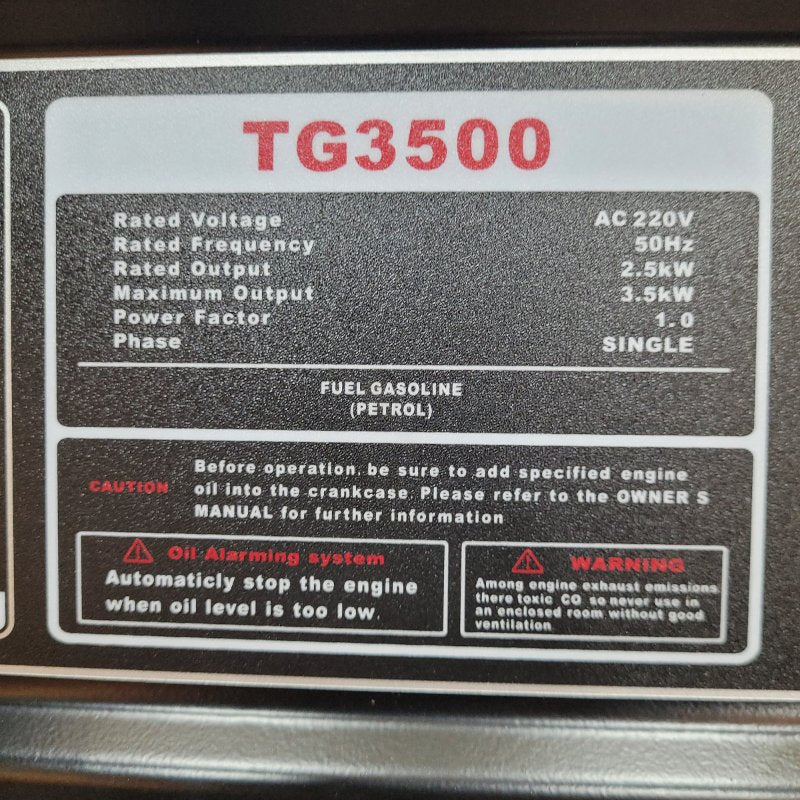 TG3500
Rated Voltage AC 220V
Rated Frequency 50Hz
Rated Output 2.5kW
Maximum Output 3.5kW
Power Factor 1.0
Phase SINGLE
FUEL GASOLINE
(PETROL)
CAUTION
Before operation, be sure to add specified engine
oil into the crankcase. Please refer to the OWNER S
MANUAL for further information
Oil Alarming system
Automaticly stop the engine
when oil level is too low.
WARNING
Among engine exhaust emissions
there toxic CO so never use in
an enclosed room without good
ventilation